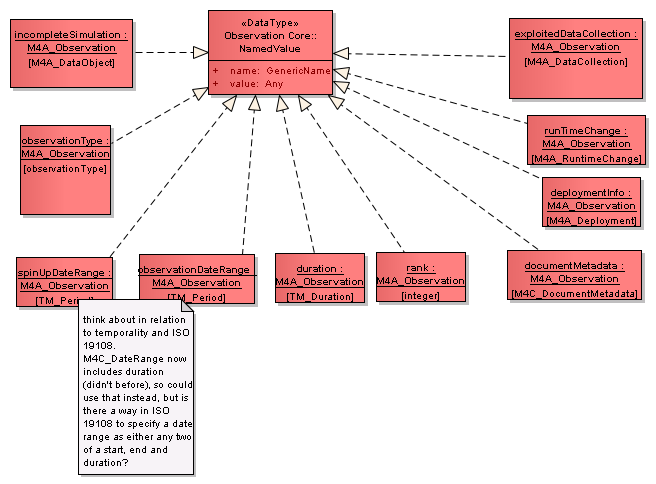 incompleteSimulation :
M4A_Observation
[M4A_DataObject]
«DataType»
Observation Core::
NamedValue
+ name: GenericName
+ value: Any
exploitedDataCollection :
M4A_Observation
[M4A_DataCollection]
observationType :
M4A_Observation
[observationType]
runTimeChange :
M4A_Observation
[M4A_RuntimeChange]
deploymentInfo :
M4A_Observation
[M4A_Deployment]
spinUpDateRange :
M4A_Observation
[TM_Period]
observationDateRange
M4A_Observation
[TM_Period]
duration :
M4A_Observation
[TM_Duration]
rank :
M4A_Observation
[integer]
documentMetadata :
M4A_Observation
[M4C_DocumentMetadata]
think about in relation
to temporality and ISO
19108.
M4C_DateRange now
includes duration
(didn't before), so could
use that instead, but is
there a way in ISO
19108 to specify a date
range as either any two
of a start, end and
duration?